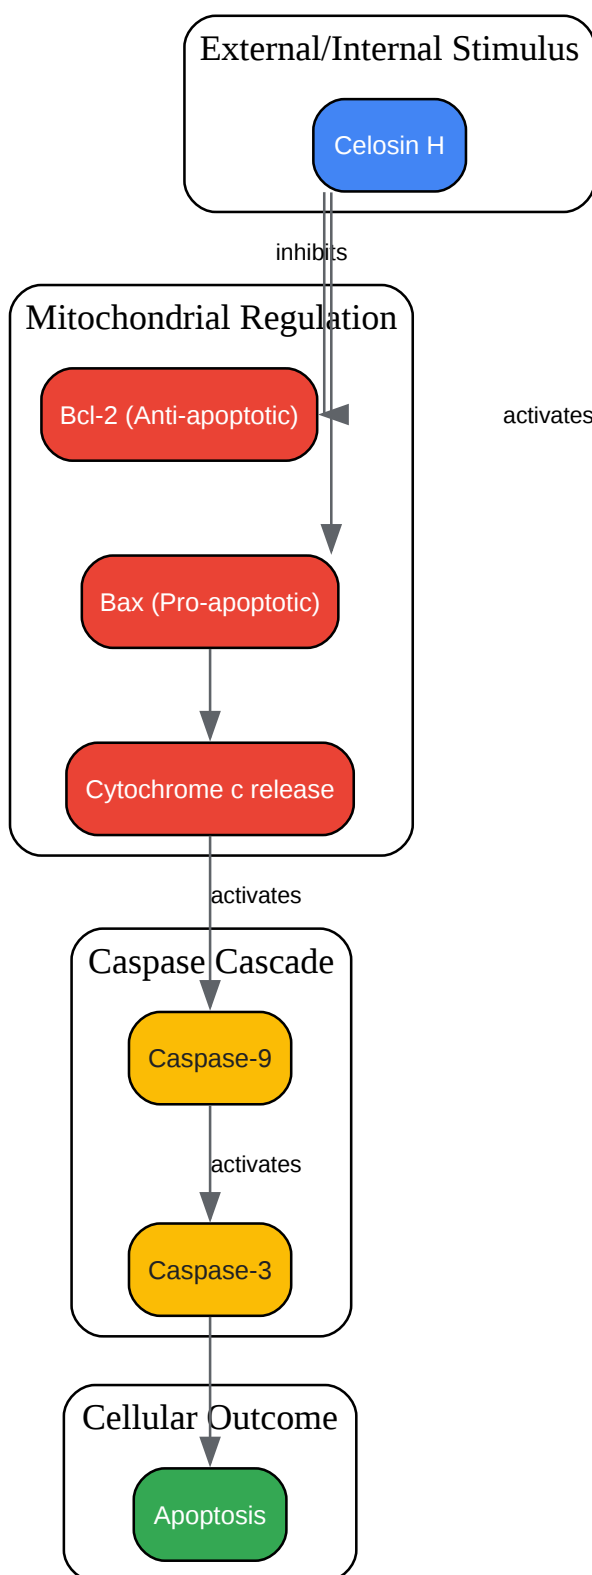 External/Internal Stimulus
Celosin H
inhibits
Mitochondrial Regulation
Bcl-2 (Anti-apoptotic)
activates
Bax (Pro-apoptotic)
Cytochrome c release
activates
Caspase Cascade
Caspase-9
activates
Caspase-3
Cellular Outcome
Apoptosis